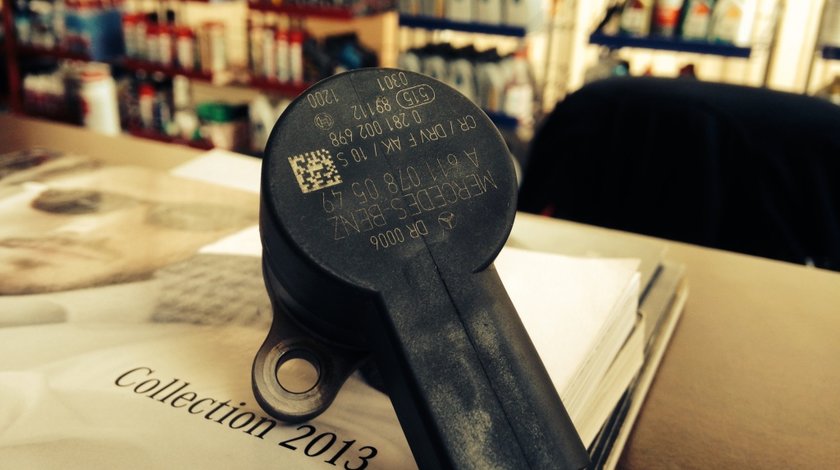 DR 0006
MERCEDES-BENZ
A 611 078 05 49
CR / DRV F AK / 10 S
0 281 002 698
515 89112
0301 1200
Collection 2013